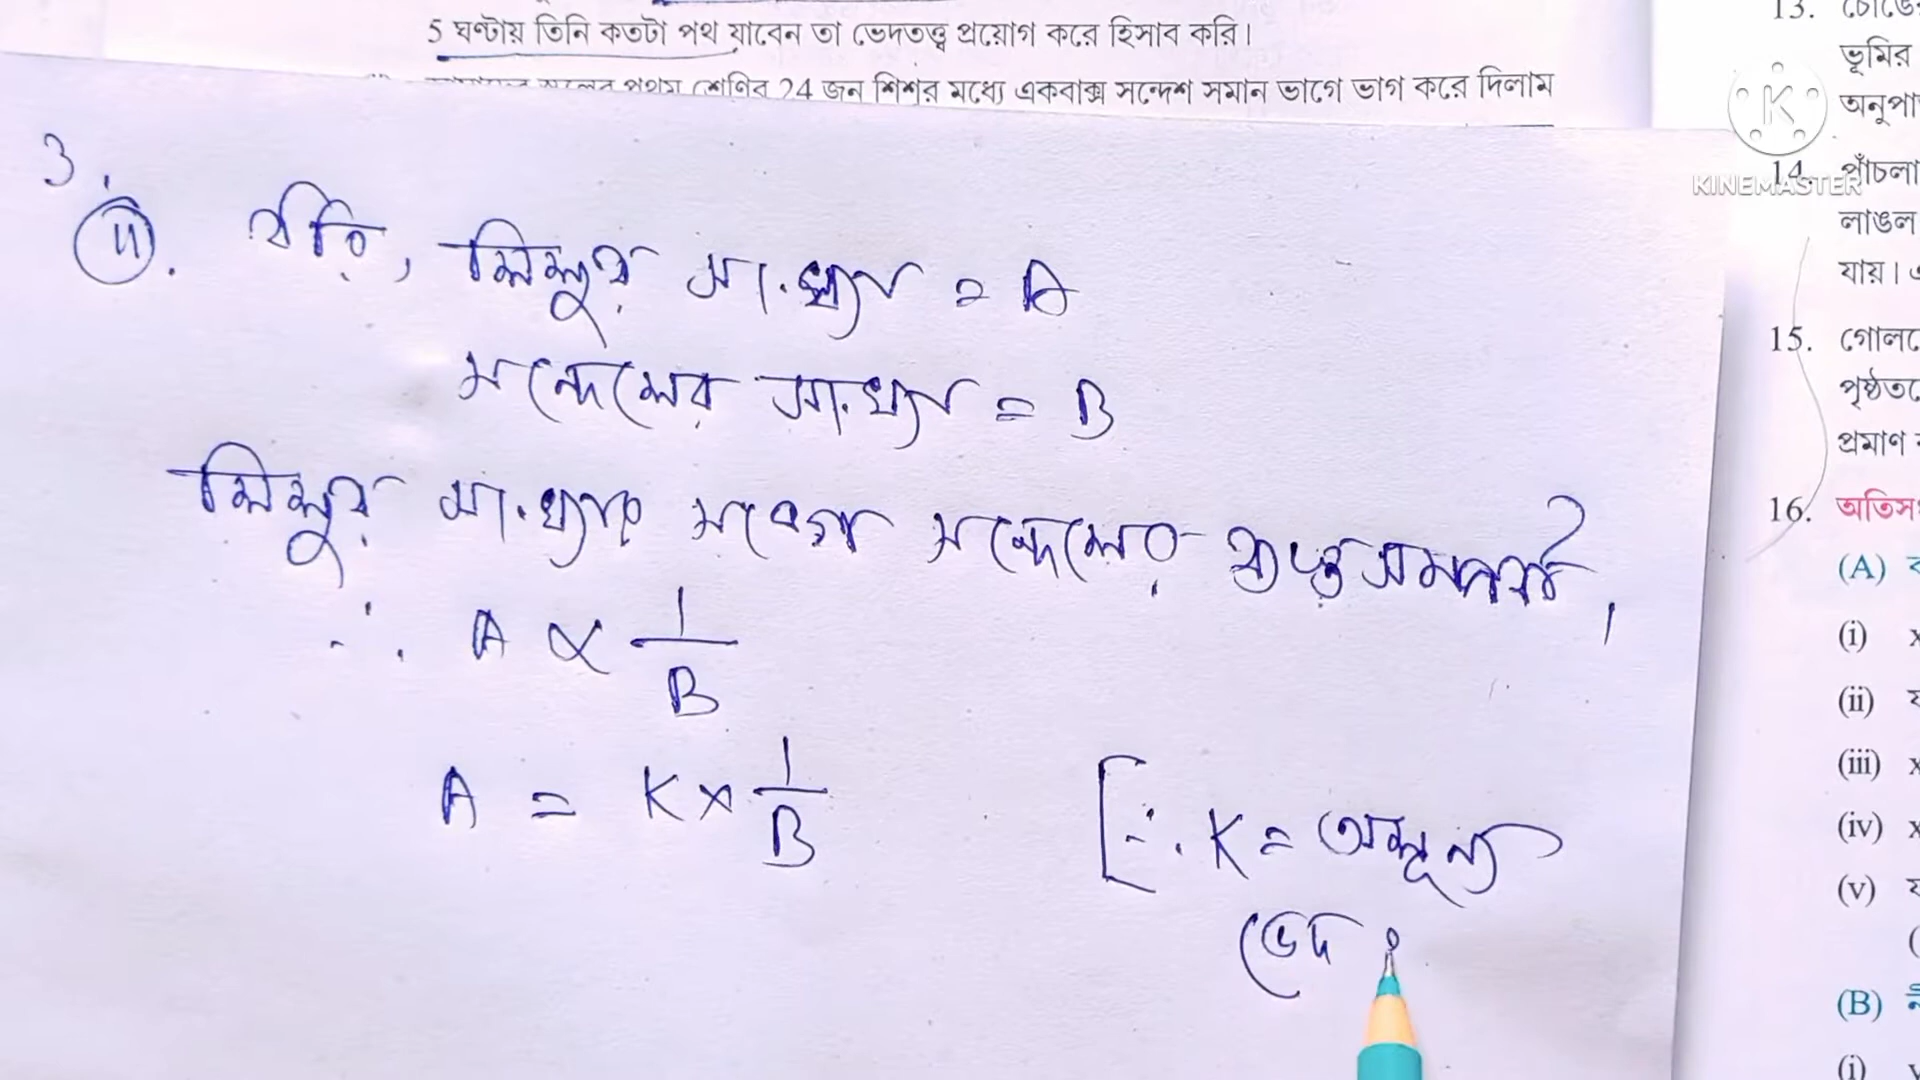 5 ঘণ্টায় তিনি কতটা পথ যাবেন তা ভেদতত্ত্ব প্রয়োগ করে হিসাব করি।
প্রথম শ্রেণির 24 জন শিশুর মধ্যে একবাক্স সন্দেশ সমান ভাগে ভাগ করে দিলাম
3.
(ii). ধরি, শিশুর সংখ্যা = A
সন্দেশের সংখ্যা = B
শিশুর সংখ্যার সঙ্গে সন্দেশের ব্যস্ত সম্পর্ক,
∴ A ∝ 1/B
A = K × 1/B [∴ K = অশূন্য
ভেদ
KINEMASTER
13.
ভূমির
অনুপা
14. পাঁচলা
লাঙল
যায়।
15. গোলকে
পৃষ্ঠত
প্রমাণ
16. অতিসং
(A)
(i) x
(ii)
(iii) x
(iv) x
(v)
(
(B)
(i)